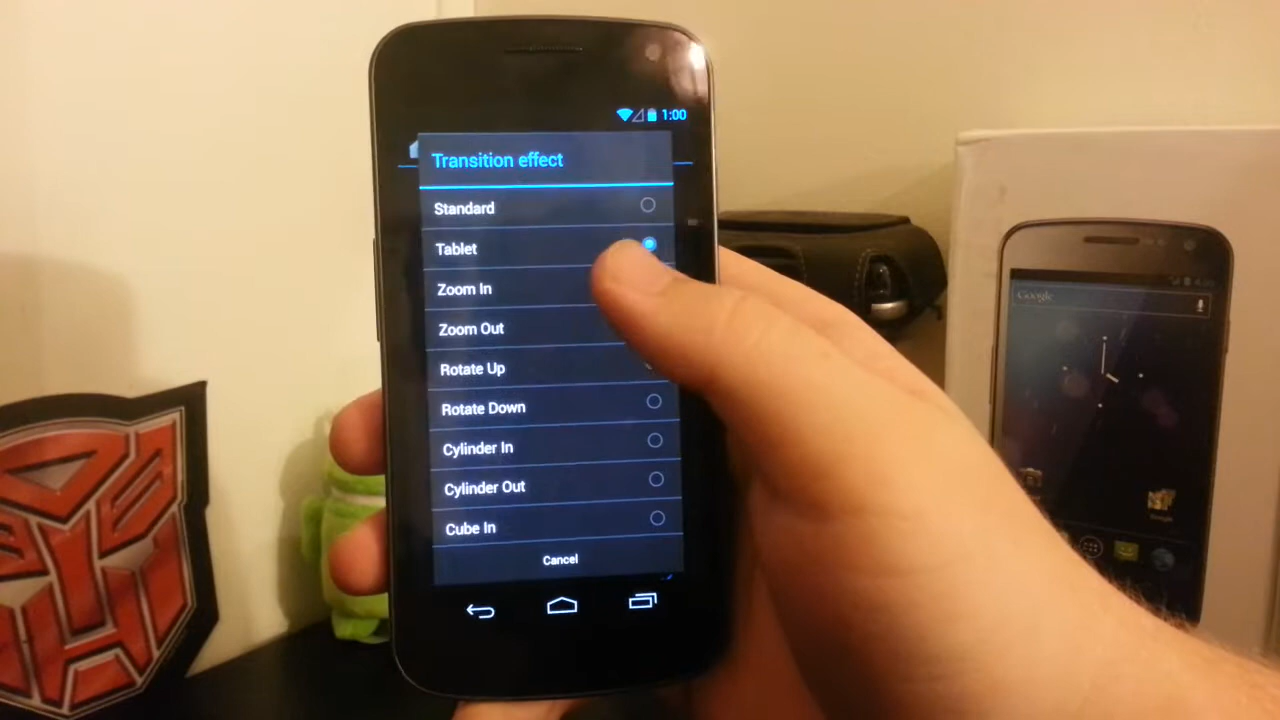 1:00
Transition effect
Standard
Tablet
Zoom In
Zoom Out
Rotate Up
Rotate Down
Cylinder In
Cylinder Out
Cube In
Cancel
Google